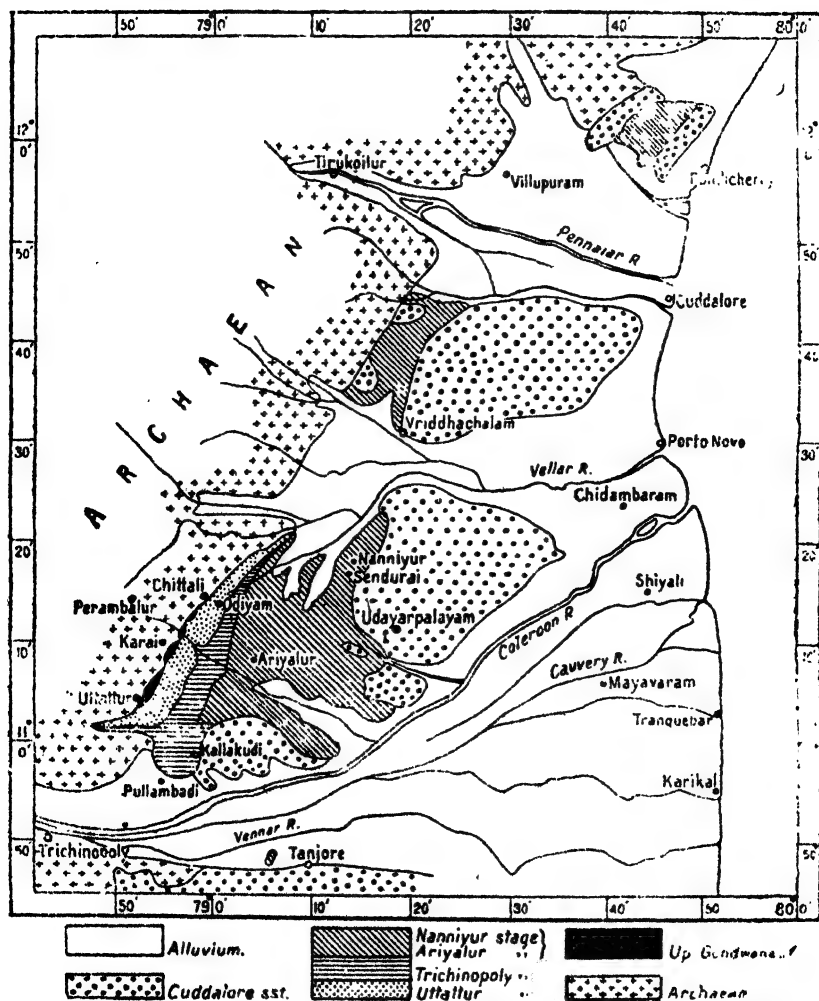 50' 79 0' 10' 20' 30' 40' 50' 80° 0'
12° 0'
Tirukoilur
Villupuram
50'
Pennaiar R
Cuddalore
ARCHAEAN
40'
Vriddhachalam
Porto Novo
30'
Vellar R.
Chidambaram
20'
Nanniyur
Sendurai
Chittali
Odiyam
Perambalur
Shiyali
Udayarpalayam
Karai
Coleroon R
10'
Ariyalur
Cauvery R.
Mayavaram
Uttattur
Tranquebar
11° 0'
Kallakudi
Karikal
Pullambadi
Vennar R.
50'
Trichinopoly
Tanjore
50' 79 0' 10' 20' 30' 40' 50' 80°
Alluvium.
Nanniyur stage
Ariyalur "
Up Gondwana
Cuddalore sst.
Trichinopoly "
Uttattur "
Archaean